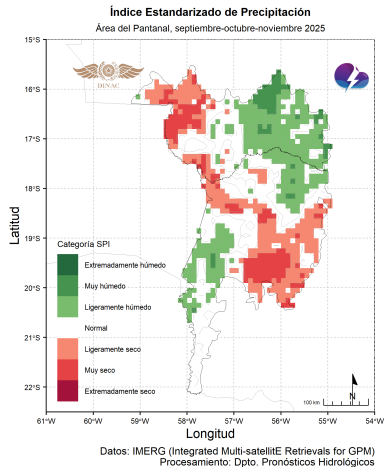 Índice Estandarizado de Precipitación
Área del Pantanal, septiembre-octubre-noviembre 2025
15°S
16°S
17°S
18°S
19°S
20°S
21°S
22°S
DINAC
Latitud
Categoría SPI
Extremadamente húmedo
Muy húmedo
Ligeramente húmedo
Normal
Ligeramente seco
Muy seco
Extremadamente seco
100 km
N
61°W 60°W 59°W 58°W 57°W 56°W 55°W 54°W
Longitud
Datos: IMERG (Integrated Multi-satellitE Retrievals for GPM)
Procesamiento: Dpto. Pronósticos Hidrológicos